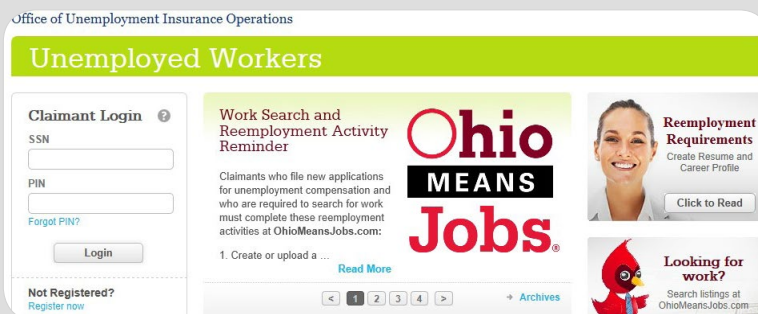 Office of Unemployment Insurance Operations
Unemployed Workers
Claimant Login ?
SSN
PIN
Forgot PIN?
Login
Not Registered?
Register now
Work Search and
Reemployment Activity
Reminder
Claimants who file new applications
for unemployment compensation and
who are required to search for work
must complete these reemployment
activities at OhioMeansJobs.com:
1. Create or upload a ...
Read More
Ohio
MEANS
Jobs®
< 1 2 3 4 >
Archives
Reemployment
Requirements
Create Resume and
Career Profile
Click to Read
Looking for
work?
Search listings at
OhioMeansJobs.com